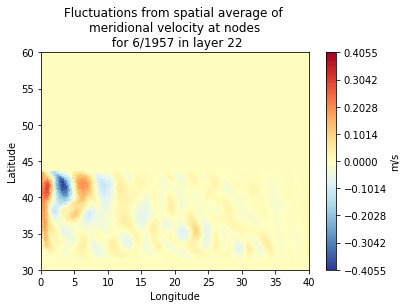 Fluctuations from spatial average of
meridional velocity at nodes
for 6/1957 in layer 22
60
55
50
45
40
35
30
Latitude
0 5 10 15 20 25 30 35 40
Longitude
0.4055
0.3042
0.2028
0.1014
0.0000
−0.1014
−0.2028
−0.3042
−0.4055
m/s